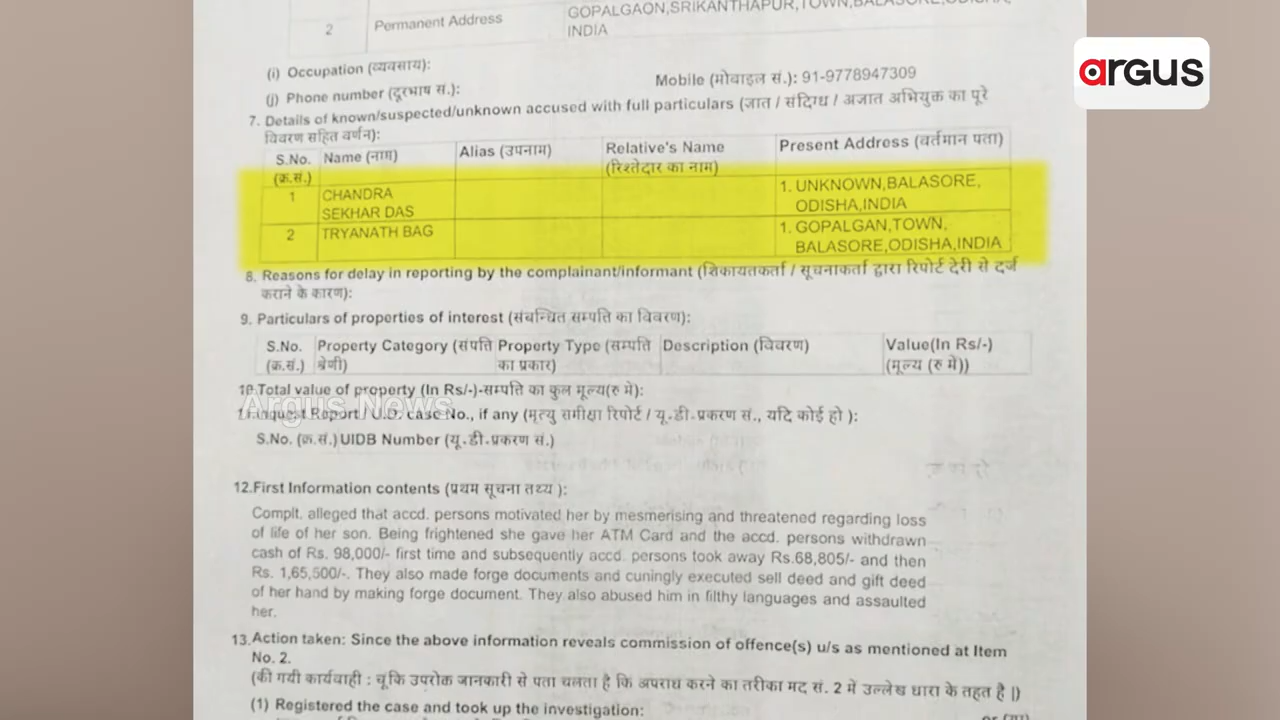 argus
GOPALGAON,SRIKANTHAPUR,TOWN,BALASORE,ODISHA,
2 Permanent Address INDIA
(i) Occupation (व्यवसाय):
Mobile (मोबाइल सं.): 91-9778947309
(j) Phone number (दूरभाष सं.):
7. Details of known/suspected/unknown accused with full particulars (जात / संदिग्ध / अजात अभियुक्त का पूरे
विवरण सहित वर्णन):
S.No. Name (नाम) Alias (उपनाम) Relative's Name Present Address (वर्तमान पता)
(क्र.सं.) (रिश्तेदार का नाम)
1 CHANDRA 1. UNKNOWN,BALASORE,
SEKHAR DAS ODISHA,INDIA
2 TRYANATH BAG 1. GOPALGAN,TOWN,
BALASORE,ODISHA,INDIA
8. Reasons for delay in reporting by the complainant/informant (शिकायतकर्ता / सूचनाकर्ता द्वारा रिपोर्ट देरी से दर्ज
कराने के कारण):
9. Particulars of properties of interest (संबन्धित सम्पति का विवरण):
S.No. Property Category (संपत्ति Property Type (सम्पति Description (विवरण) Value(In Rs/-)
(क्र.सं.) श्रेणी) का प्रकार) (मूल्य (रु में))
10.Total value of property (In Rs/-)-सम्पति का कुल मूल्य(रु में):
Argus News
11.Inquest Report / U.D. case No., if any (मृत्यु समीक्षा रिपोर्ट / यू.डी.प्रकरण सं., यदि कोई हो ):
S.No. (क्र.सं.) UIDB Number (यू.डी.प्रकरण सं.)
12.First Information contents (प्रथम सूचना तथ्य ):
Complt. alleged that accd. persons motivated her by mesmerising and threatened regarding loss
of life of her son. Being frightened she gave her ATM Card and the accd. persons withdrawn
cash of Rs. 98,000/- first time and subsequently accd. persons took away Rs.68,805/- and then
Rs. 1,65,500/-. They also made forge documents and cuningly executed sell deed and gift deed
of her hand by making forge document. They also abused him in filthy languages and assaulted
her.
13.Action taken: Since the above information reveals commission of offence(s) u/s as mentioned at Item
No. 2.
(की गयी कार्यवाही : चूकि उपरोक्त जानकारी से पता चलता है कि अपराध करने का तरीका मद सं. 2 में उल्लेख धारा के तहत है |)
(1) Registered the case and took up the investigation: